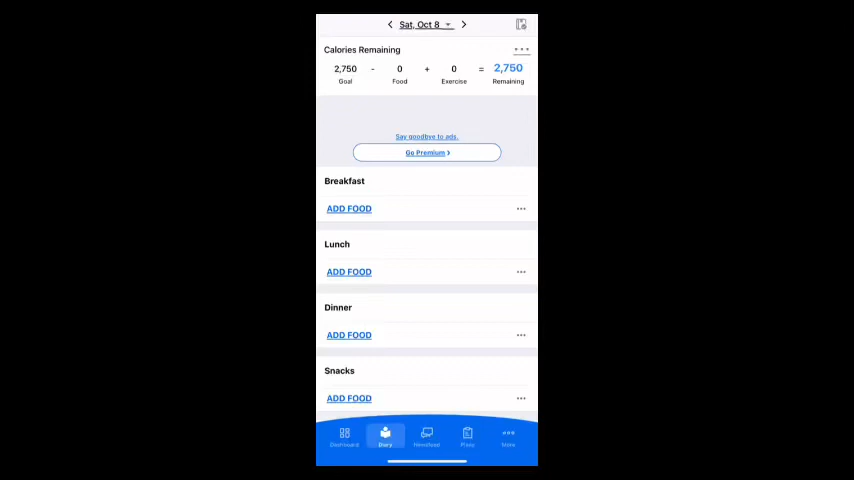 Sat, Oct 8
Calories Remaining
2,750 - 0 + 0 = 2,750
Goal Food Exercise Remaining
Say goodbye to ads.
Go Premium
Breakfast
ADD FOOD
Lunch
ADD FOOD
Dinner
ADD FOOD
Snacks
ADD FOOD
Dashboard Diary Newsfeed Plans More